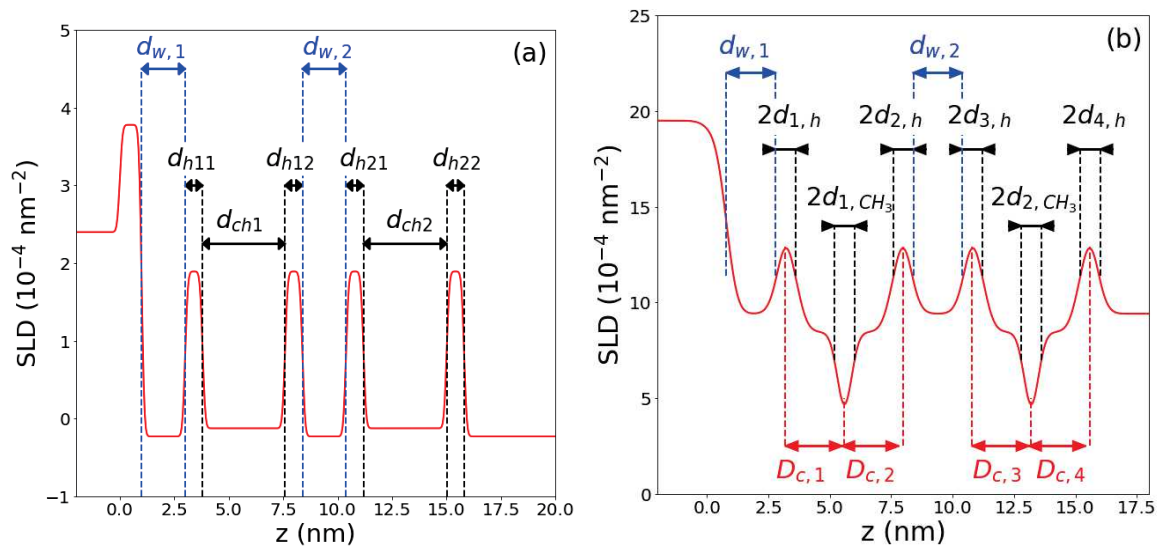 (a)
d_{w,1}
d_{w,2}
d_{h11}
d_{h12}
d_{h21}
d_{h22}
d_{ch1}
d_{ch2}
SLD (10^{-4} nm^{-2})
5
4
3
2
1
0
−1
0.0 2.5 5.0 7.5 10.0 12.5 15.0 17.5 20.0
z (nm)
(b)
d_{w,1}
d_{w,2}
2d_{1,h}
2d_{2,h}
2d_{3,h}
2d_{4,h}
2d_{1,CH_3}
2d_{2,CH_3}
D_{c,1}
D_{c,2}
D_{c,3}
D_{c,4}
SLD (10^{-4} nm^{-2})
25
20
15
10
5
0
0.0 2.5 5.0 7.5 10.0 12.5 15.0 17.5
z (nm)